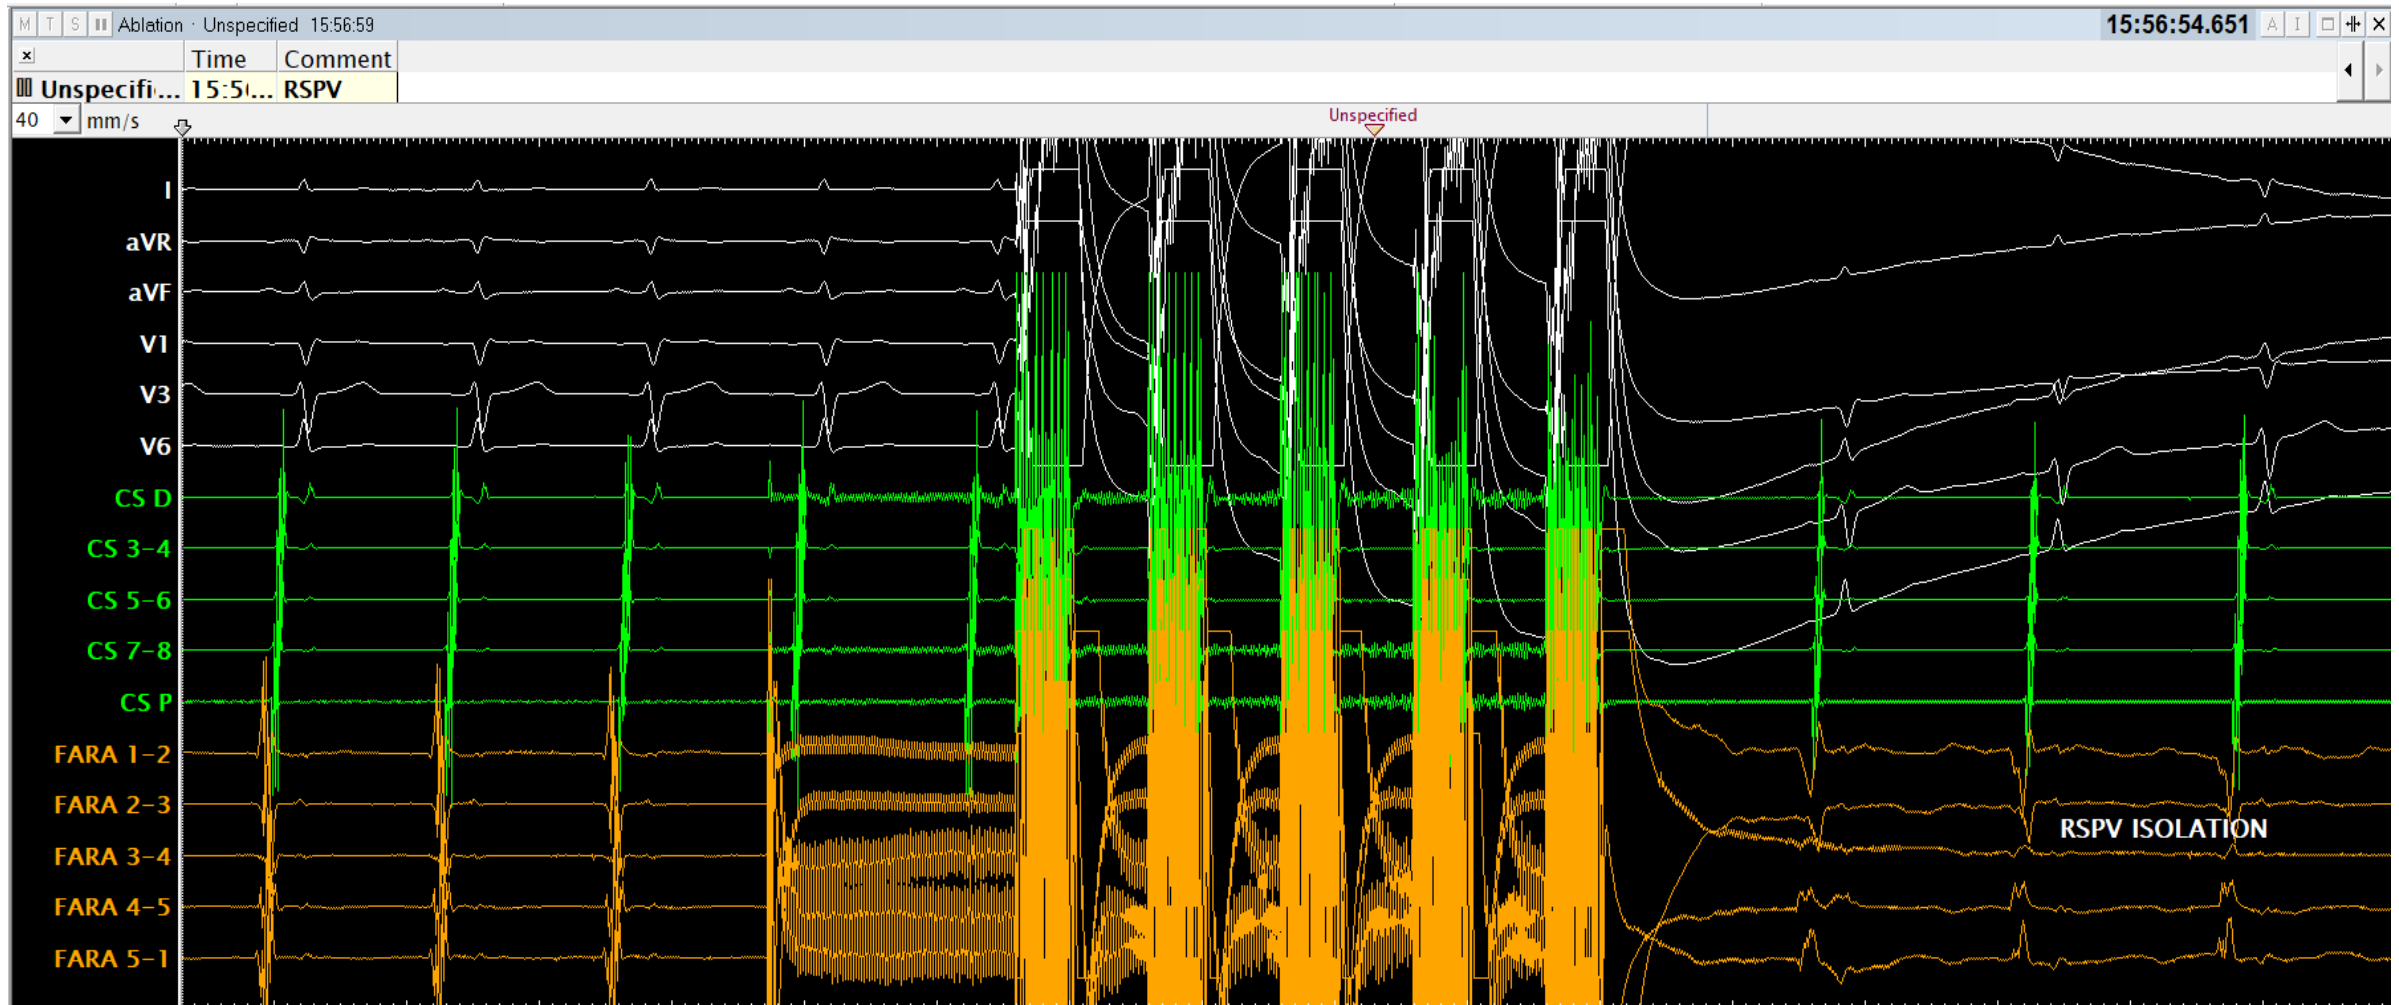 M T S Ablation · Unspecified 15:56:59 15:56:54.651 A I
x Time Comment
Unspecifi... 15:5(... RSPV
40 mm/s Unspecified
I
aVR
aVF
V1
V3
V6
CS D
CS 3-4
CS 5-6
CS 7-8
CS P
FARA 1-2
FARA 2-3
RSPV ISOLATION
FARA 3-4
FARA 4-5
FARA 5-1